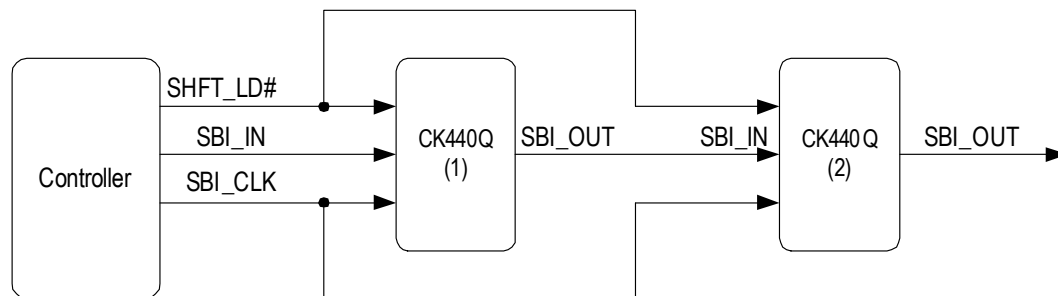 SHFT_LD#
SBI_IN
SBI_CLK
Controller
CK440Q
(1)
SBI_OUT
SBI_IN
CK440Q
(2)
SBI_OUT